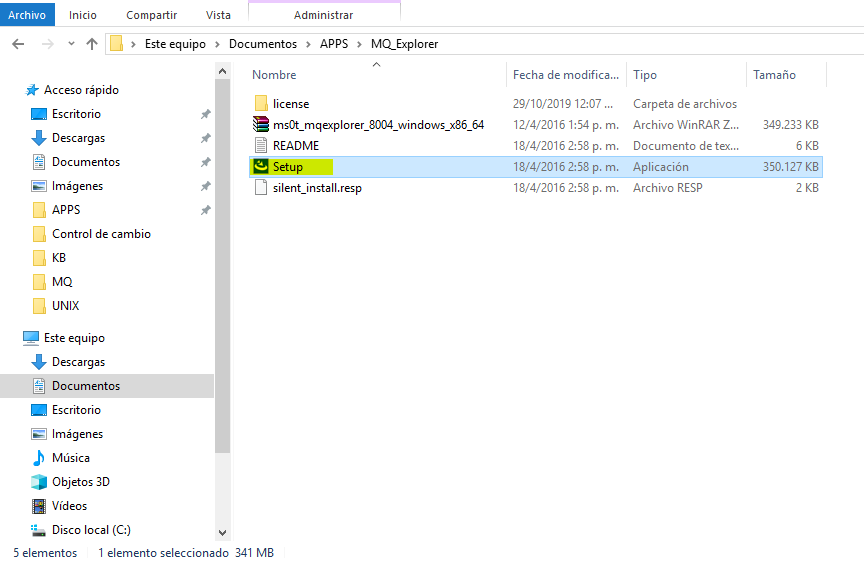 Archivo Inicio Compartir Vista Administrar
Este equipo Documentos APPS MQ_Explorer
Nombre Fecha de modifica... Tipo Tamaño
Acceso rápido
Escritorio
Descargas
Documentos
Imágenes
APPS
Control de cambio
KB
MQ
UNIX
Este equipo
Descargas
Documentos
Escritorio
Imágenes
Música
Objetos 3D
Vídeos
Disco local (C:)
license 29/10/2019 12:07 ... Carpeta de archivos
ms0t_mqexplorer_8004_windows_x86_64 12/4/2016 1:54 p. m. Archivo WinRAR Z... 349.233 KB
README 18/4/2016 2:58 p. m. Documento de tex... 6 KB
Setup 18/4/2016 2:58 p. m. Aplicación 350.127 KB
silent_install.resp 18/4/2016 2:58 p. m. Archivo RESP 2 KB
5 elementos 1 elemento seleccionado 341 MB